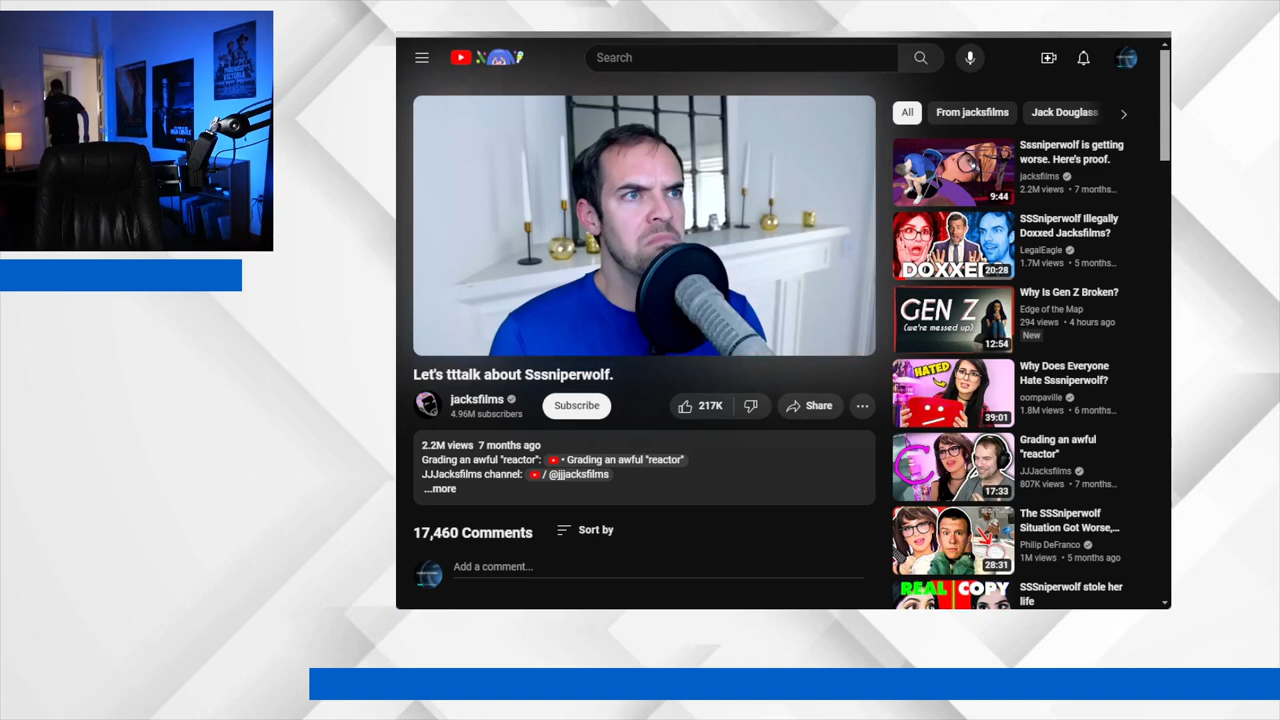 Search
All
From jacksfilms
Jack Douglass
Let's tttalk about Sssniperwolf.
jacksfilms
4.96M subscribers
Subscribe
217K
Share
2.2M views 7 months ago
Grading an awful "reactor": • Grading an awful "reactor"
JJJacksfilms channel: / @jjjacksfilms
...more
17,460 Comments
Sort by
Add a comment...
9:44
Sssniperwolf is getting
worse. Here's proof.
jacksfilms
2.2M views • 7 months...
DOXXED
20:28
SSSniperwolf Illegally
Doxxed Jacksfilms?
LegalEagle
1.7M views • 5 months...
GEN Z
(we're messed up)
12:54
Why Is Gen Z Broken?
Edge of the Map
294 views • 4 hours ago
New
HATED
39:01
Why Does Everyone
Hate Sssniperwolf?
oompaville
1.8M views • 6 months...
17:33
Grading an awful
"reactor"
JJJacksfilms
807K views • 7 months...
28:31
The SSSniperwolf
Situation Got Worse,...
Philip DeFranco
1M views • 5 months ago
REAL COPY
SSSniperwolf stole her
life